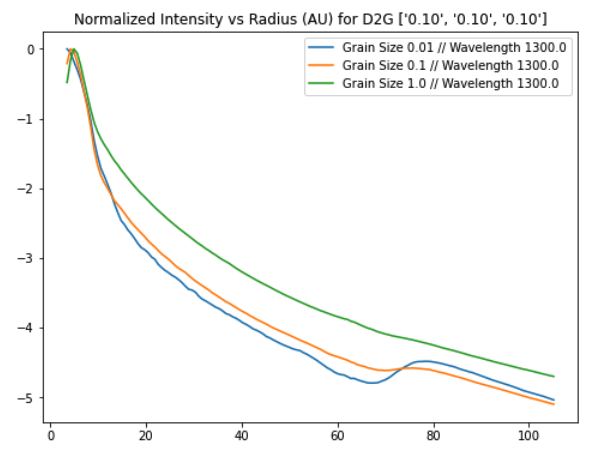 Normalized Intensity vs Radius (AU) for D2G ['0.10', '0.10', '0.10']
Grain Size 0.01 // Wavelength 1300.0
Grain Size 0.1 // Wavelength 1300.0
Grain Size 1.0 // Wavelength 1300.0
0
−1
−2
−3
−4
−5
0 20 40 60 80 100